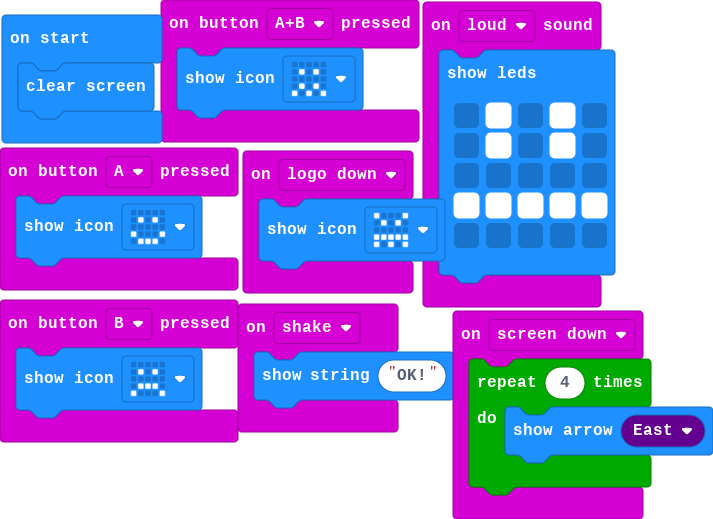 on start
clear screen
on button A+B pressed
show icon
on loud sound
show leds
on button A pressed
show icon
on logo down
show icon
on button B pressed
show icon
on shake
show string "OK!"
on screen down
repeat 4 times
do
show arrow East